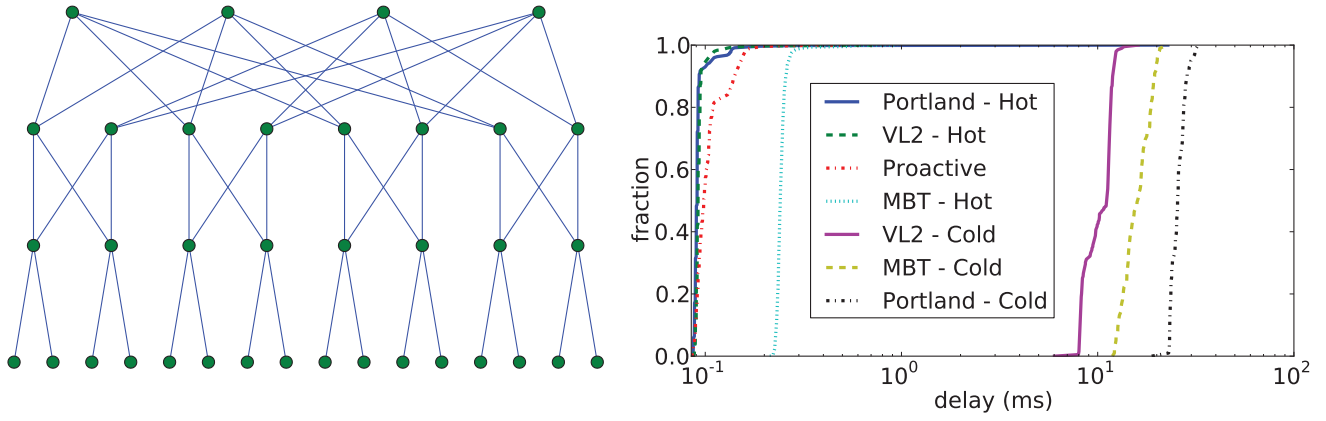 1.0
0.8
0.6
0.4
0.2
0.0
fraction
Portland - Hot
VL2 - Hot
Proactive
MBT - Hot
VL2 - Cold
MBT - Cold
Portland - Cold
10-1 100 101 102
delay (ms)